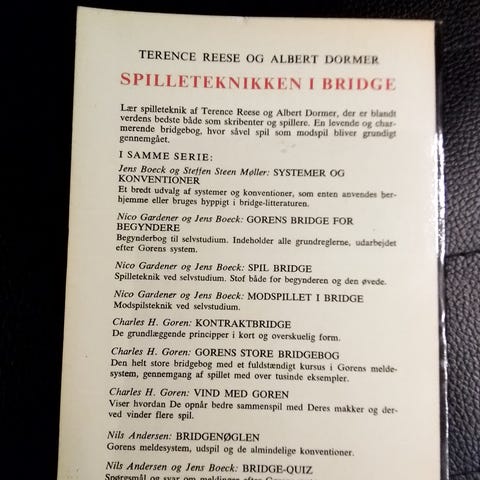 TERENCE REESE OG ALBERT DORMER
SPILLETEKNIKKEN I BRIDGE
Lær spilleteknik af Terence Reese og Albert Dormer, der er blandt
verdens bedste både som skribenter og spillere. En levende og char-
merende bridgebog, hvor såvel spil som modspil bliver grundigt
gennemgået.
I SAMME SERIE:
Jens Boeck og Steffen Steen Møller: SYSTEMER OG
KONVENTIONER
Et bredt udvalg af systemer og konventioner, som enten anvendes her-
hjemme eller bruges hyppigt i bridge-litteraturen.
Nico Gardener og Jens Boeck: GORENS BRIDGE FOR
BEGYNDERE
Begynderbog til selvstudium. Indeholder alle grundreglerne, udarbejdet
efter Gorens system.
Nico Gardener og Jens Boeck: SPIL BRIDGE
Spilleteknik ved selvstudium. Stof både for begynderen og den øvede.
Nico Gardener og Jens Boeck: MODSPILLET I BRIDGE
Modspilsteknik ved selvstudium.
Charles H. Goren: KONTRAKTBRIDGE
De grundlæggende principper i kort og overskuelig form.
Charles H. Goren: GORENS STORE BRIDGEBOG
Den helt store bridgebog med et fuldstændigt kursus i Gorens melde-
system, gennemgang af spillet med over tusinde eksempler.
Charles H. Goren: VIND MED GOREN
Viser hvordan De opnår bedre sammenspil med Deres makker og der-
ved vinder flere spil.
Nils Andersen: BRIDGENØGLEN
Gorens meldesystem, udspil og de almindelige konventioner.
Nils Andersen og Jens Boeck: BRIDGE-QUIZ
Spørgsmål og svar om meldinger efter Gorens